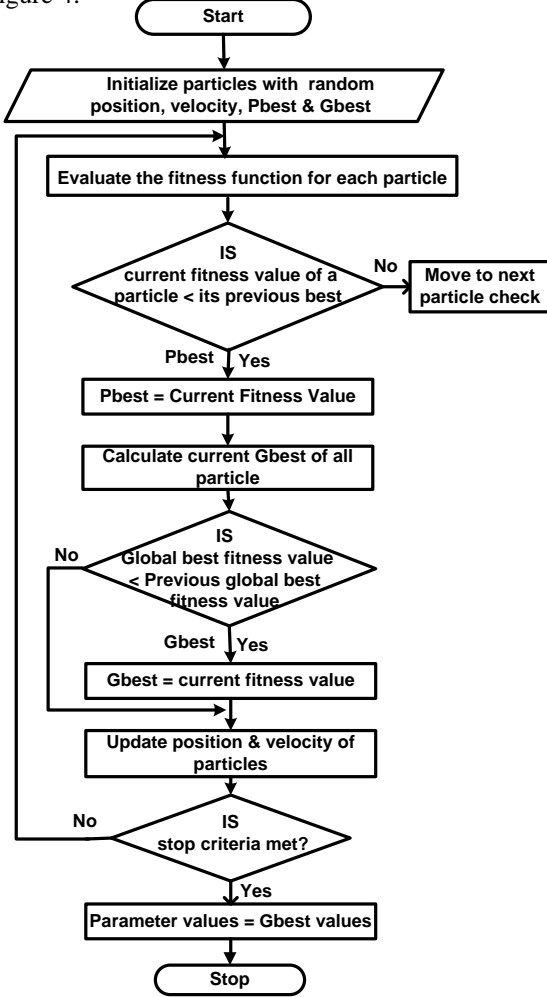 igure 4.
Start
Initialize particles with random
position, velocity, Pbest & Gbest
Evaluate the fitness function for each particle
IS
current fitness value of a
particle < its previous best
No
Move to next
particle check
Pbest
Yes
Pbest = Current Fitness Value
Calculate current Gbest of all
particle
IS
Global best fitness value
< Previous global best
fitness value
No
Gbest
Yes
Gbest = current fitness value
Update position & velocity of
particles
IS
stop criteria met?
No
Yes
Parameter values = Gbest values
Stop